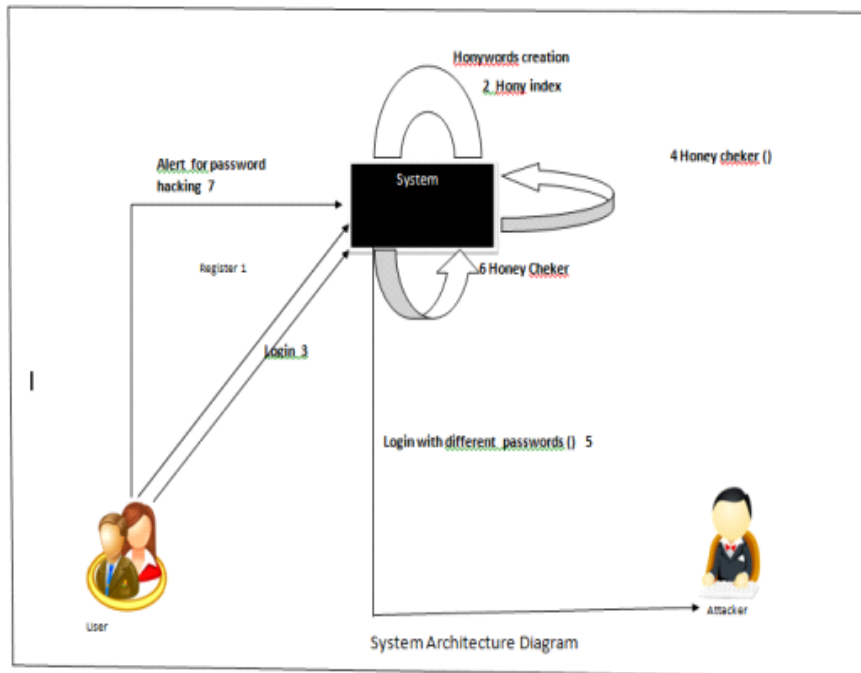 Honywords creation
2 Hony index
Alert for password
hacking 7
4 Honey cheker ()
System
Register 1
6 Honey Cheker
Login 3
Login with different passwords () 5
User
Attacker
System Architecture Diagram